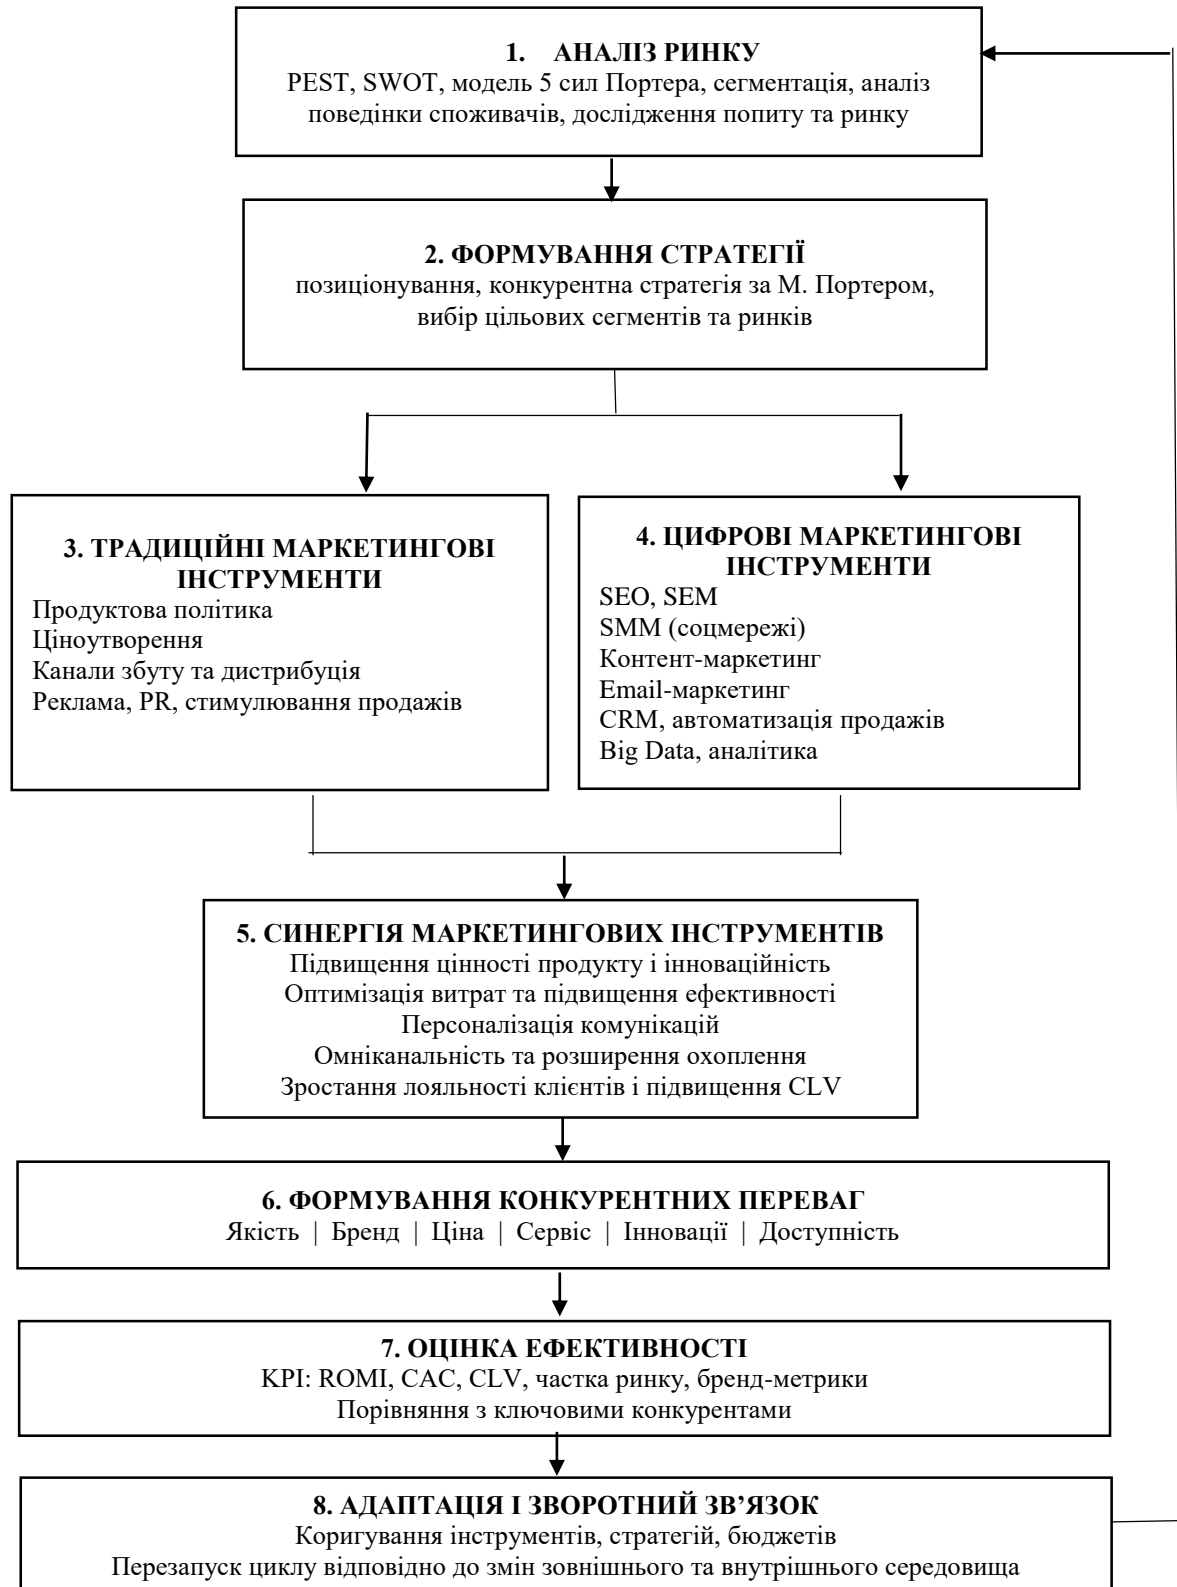 1. АНАЛІЗ РИНКУ
PEST, SWOT, модель 5 сил Портера, сегментація, аналіз
поведінки споживачів, дослідження попиту та ринку
2. ФОРМУВАННЯ СТРАТЕГІЇ
позиціонування, конкурентна стратегія за М. Портером,
вибір цільових сегментів та ринків
3. ТРАДИЦІЙНІ МАРКЕТИНГОВІ
ІНСТРУМЕНТИ
Продуктова політика
Ціноутворення
Канали збуту та дистрибуція
Реклама, PR, стимулювання продажів
4. ЦИФРОВІ МАРКЕТИНГОВІ
ІНСТРУМЕНТИ
SEO, SEM
SMM (соцмережі)
Контент-маркетинг
Email-маркетинг
CRM, автоматизація продажів
Big Data, аналітика
5. СИНЕРГІЯ МАРКЕТИНГОВИХ ІНСТРУМЕНТІВ
Підвищення цінності продукту і інноваційність
Оптимізація витрат та підвищення ефективності
Персоналізація комунікацій
Омніканальність та розширення охоплення
Зростання лояльності клієнтів і підвищення CLV
6. ФОРМУВАННЯ КОНКУРЕНТНИХ ПЕРЕВАГ
Якість | Бренд | Ціна | Сервіс | Інновації | Доступність
7. ОЦІНКА ЕФЕКТИВНОСТІ
KPI: ROMI, CAC, CLV, частка ринку, бренд-метрики
Порівняння з ключовими конкурентами
8. АДАПТАЦІЯ І ЗВОРОТНИЙ ЗВ’ЯЗОК
Коригування інструментів, стратегій, бюджетів
Перезапуск циклу відповідно до змін зовнішнього та внутрішнього середовища